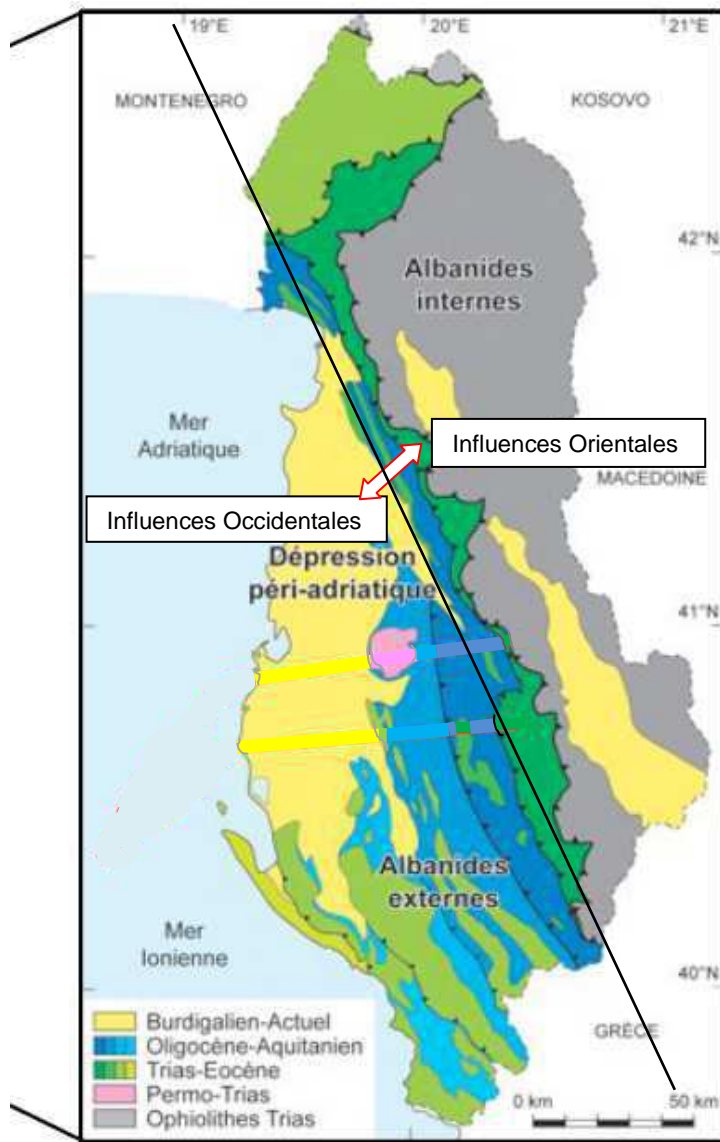 19°E
20°E
21°E
MONTENEGRO
KOSOVO
42°N
Albanides
internes
Mer
Adriatique
Influences Orientales
MACEDOINE
Influences Occidentales
Dépression
péri-adriatique
41°N
Albanides
externes
Mer
Ionienne
40°N
GRÈCE
Burdigalien-Actuel
Oligocène-Aquitanien
Trias-Eocène
Permo-Trias
Ophiolithes Trias
0 km
50 km